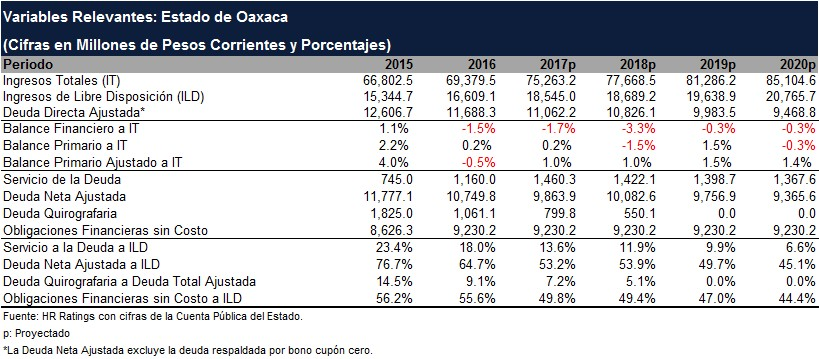 Variables Relevantes: Estado de Oaxaca
(Cifras en Millones de Pesos Corrientes y Porcentajes)
Periodo 2015 2016 2017p 2018p 2019p 2020p
Ingresos Totales (IT) 66,802.5 69,379.5 75,263.2 77,668.5 81,286.2 85,104.6
Ingresos de Libre Disposición (ILD) 15,344.7 16,609.1 18,545.0 18,689.2 19,638.9 20,765.7
Deuda Directa Ajustada* 12,606.7 11,688.3 11,062.2 10,826.1 9,983.5 9,468.8
Balance Financiero a IT 1.1% -1.5% -1.7% -3.3% -0.3% -0.3%
Balance Primario a IT 2.2% 0.2% 0.2% -1.5% 1.5% -0.3%
Balance Primario Ajustado a IT 4.0% -0.5% 1.0% 1.0% 1.5% 1.4%
Servicio de la Deuda 745.0 1,160.0 1,460.3 1,422.1 1,398.7 1,367.6
Deuda Neta Ajustada 11,777.1 10,749.8 9,863.9 10,082.6 9,756.9 9,365.6
Deuda Quirografaria 1,825.0 1,061.1 799.8 550.1 0.0 0.0
Obligaciones Financieras sin Costo 8,626.3 9,230.2 9,230.2 9,230.2 9,230.2 9,230.2
Servicio a la Deuda a ILD 23.4% 18.0% 13.6% 11.9% 9.9% 6.6%
Deuda Neta Ajustada a ILD 76.7% 64.7% 53.2% 53.9% 49.7% 45.1%
Deuda Quirografaria a Deuda Total Ajustada 14.5% 9.1% 7.2% 5.1% 0.0% 0.0%
Obligaciones Financieras sin Costo a ILD 56.2% 55.6% 49.8% 49.4% 47.0% 44.4%
Fuente: HR Ratings con cifras de la Cuenta Pública del Estado.
p: Proyectado
*La Deuda Neta Ajustada excluye la deuda respaldada por bono cupón cero.